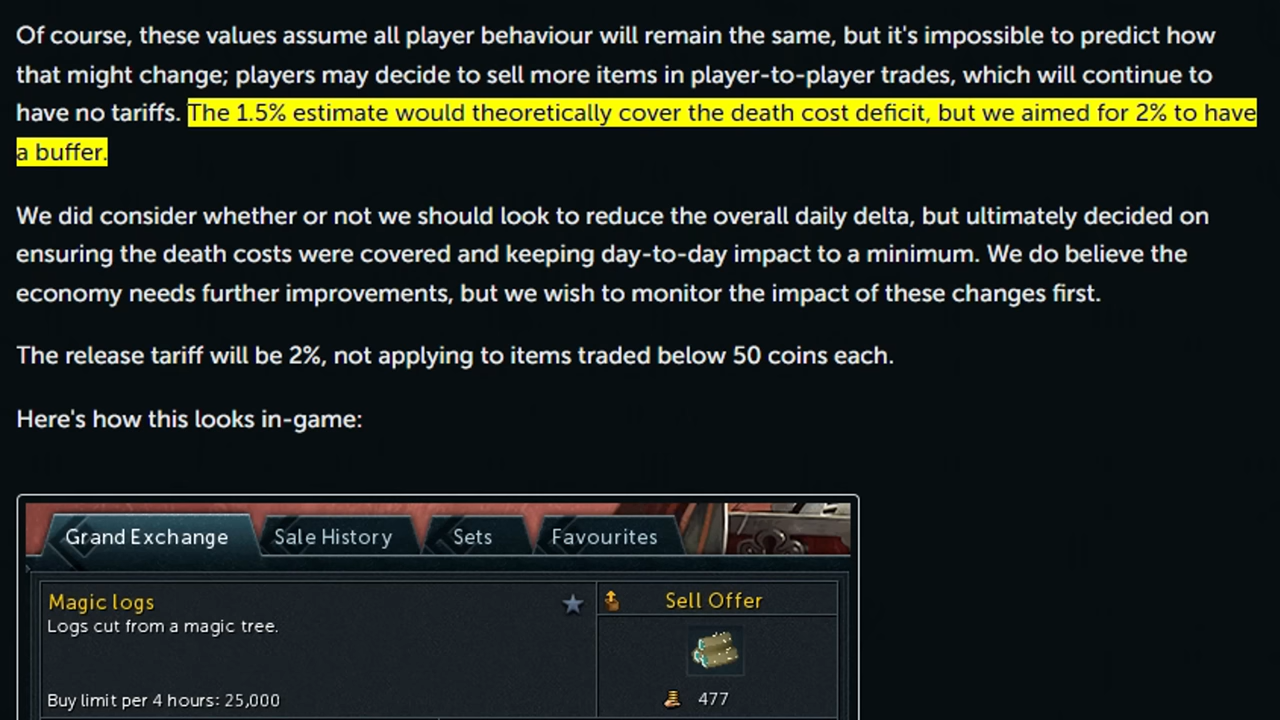 Of course, these values assume all player behaviour will remain the same, but it's impossible to predict how
that might change; players may decide to sell more items in player-to-player trades, which will continue to
have no tariffs. The 1.5% estimate would theoretically cover the death cost deficit, but we aimed for 2% to have
a buffer.
We did consider whether or not we should look to reduce the overall daily delta, but ultimately decided on
ensuring the death costs were covered and keeping day-to-day impact to a minimum. We do believe the
economy needs further improvements, but we wish to monitor the impact of these changes first.
The release tariff will be 2%, not applying to items traded below 50 coins each.
Here's how this looks in-game:
Grand Exchange Sale History Sets Favourites
Magic logs
Sell Offer
Logs cut from a magic tree.
Buy limit per 4 hours: 25,000
477